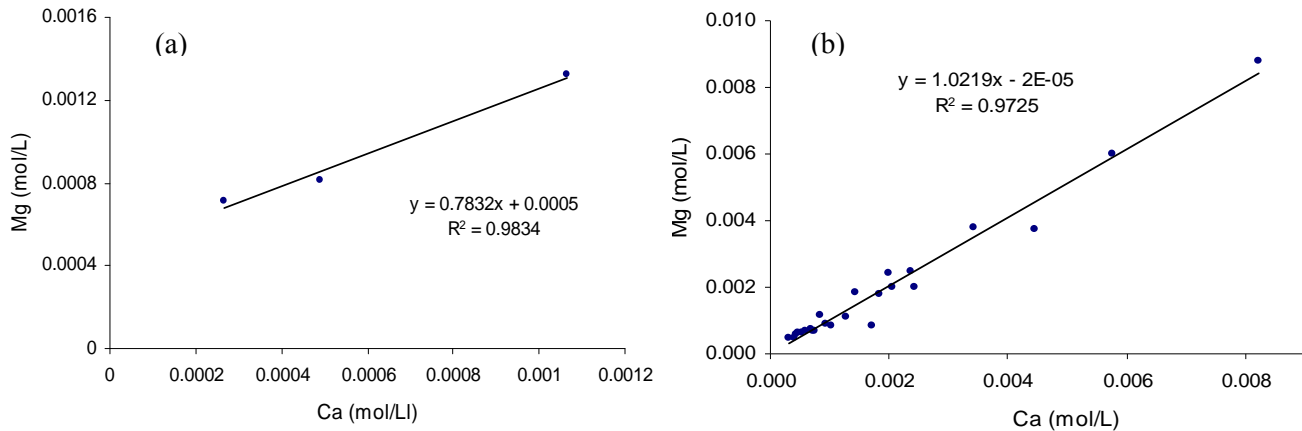 (a)
0.0016
0.0012
0.0008
0.0004
0
Mg (mol/L)
y = 0.7832x + 0.0005
R² = 0.9834
0 0.0002 0.0004 0.0006 0.0008 0.001 0.0012
Ca (mol/Ll)
(b)
0.010
0.008
0.006
0.004
0.002
0.000
Mg (mol/L)
y = 1.0219x - 2E-05
R² = 0.9725
0.000 0.002 0.004 0.006 0.008
Ca (mol/L)